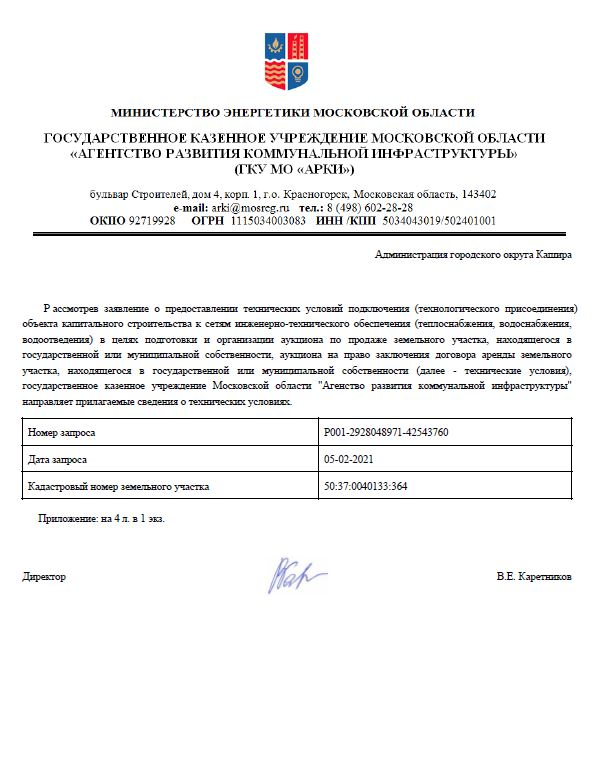 МИНИСТЕРСТВО ЭНЕРГЕТИКИ МОСКОВСКОЙ ОБЛАСТИ
ГОСУДАРСТВЕННОЕ КАЗЕННОЕ УЧРЕЖДЕНИЕ МОСКОВСКОЙ ОБЛАСТИ
«АГЕНТСТВО РАЗВИТИЯ КОММУНАЛЬНОЙ ИНФРАСТРУКТУРЫ»
(ГКУ МО «АРКИ»)
бульвар Строителей, дом 4, корп. 1, г.о. Красногорск, Московская область, 143402
e-mail: arki@mosreg.ru тел.: 8 (498) 602-28-28
ОКПО 92719928 ОГРН 1115034003083 ИНН /КПП 5034043019/502401001
Администрация городского округа Кашира
Рассмотрев заявление о предоставлении технических условий подключения (технологического присоединения)
объекта капитального строительства к сетям инженерно-технического обеспечения (теплоснабжения, водоснабжения,
водоотведения) в целях подготовки и организации аукциона по продаже земельного участка, находящегося в
государственной или муниципальной собственности, аукциона на право заключения договора аренды земельного
участка, находящегося в государственной или муниципальной собственности (далее - технические условия),
государственное казенное учреждение Московской области "Агенство развития коммунальной инфраструктуры"
направляет прилагаемые сведения о технических условиях.
Номер запроса P001-2928048971-42543760
Дата запроса 05-02-2021
Кадастровый номер земельного участка 50:37:0040133:364
Приложение: на 4 л. в 1 экз.
Директор В.Е. Каретников